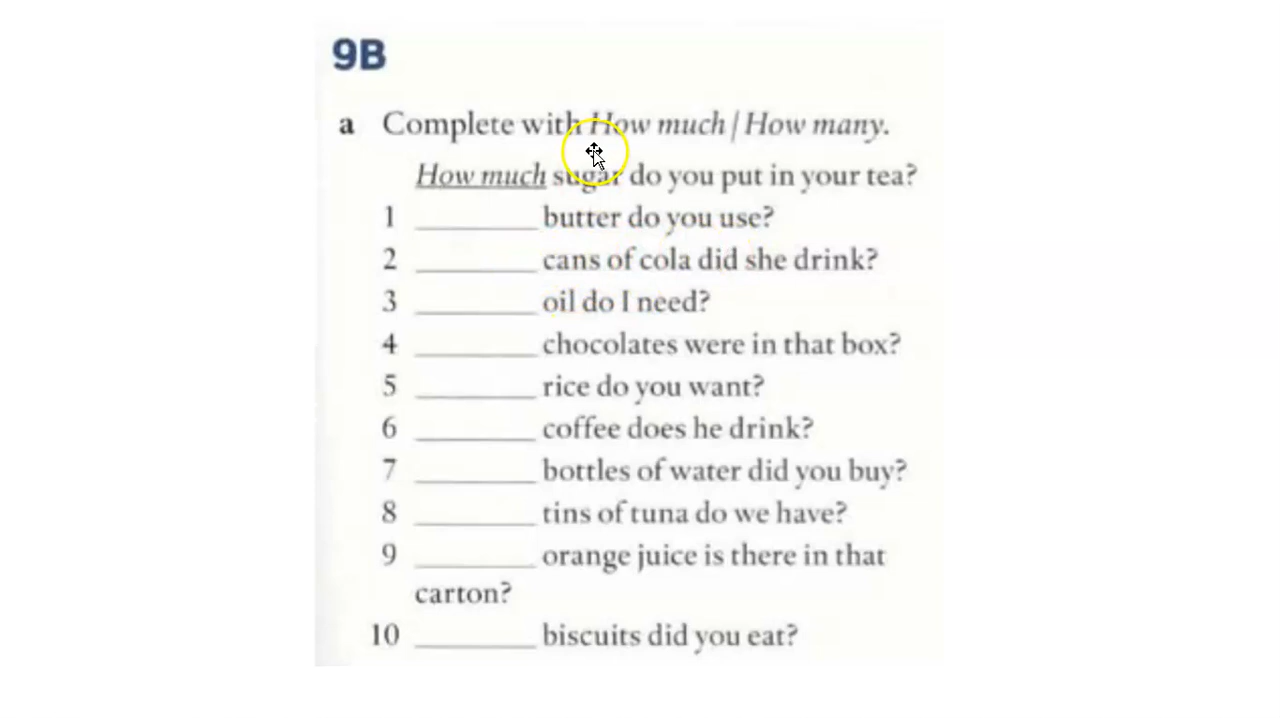 9B
a Complete with How much / How many.
How much sugar do you put in your tea?
1 ________ butter do you use?
2 ________ cans of cola did she drink?
3 ________ oil do I need?
4 ________ chocolates were in that box?
5 ________ rice do you want?
6 ________ coffee does he drink?
7 ________ bottles of water did you buy?
8 ________ tins of tuna do we have?
9 ________ orange juice is there in that
carton?
10 ________ biscuits did you eat?